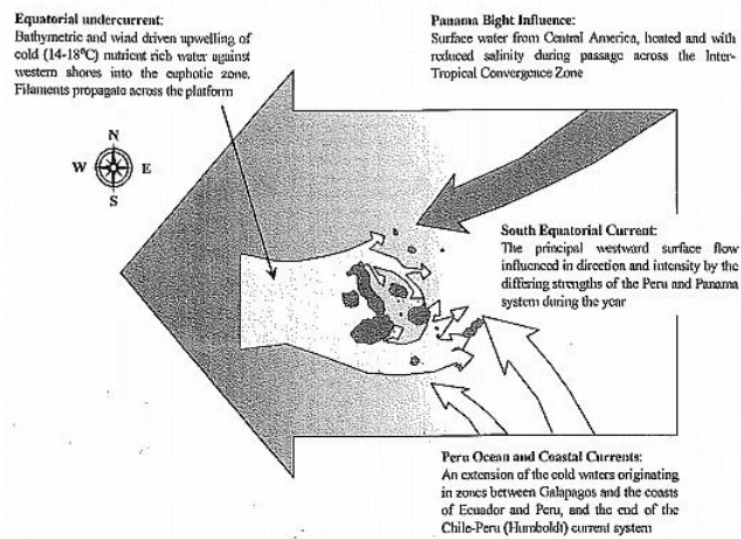 Equatorial undercurrent:
Bathymetric and wind driven upwelling of
cold (14-18°C) nutrient rich water against
western shores into the euphotic zone.
Filaments propagate across the platform
Panama Bight Influence:
Surface water from Central America, heated and with
reduced salinity during passage across the Inter-
Tropical Convergence Zone
N
W E
S
South Equatorial Current:
The principal westward surface flow
influenced in direction and intensity by the
differing strengths of the Peru and Panama
system during the year
Peru Ocean and Coastal Currents:
An extension of the cold waters originating
in zones between Galapagos and the coasts
of Ecuador and Peru, and the end of the
Chile-Peru (Humboldt) current system